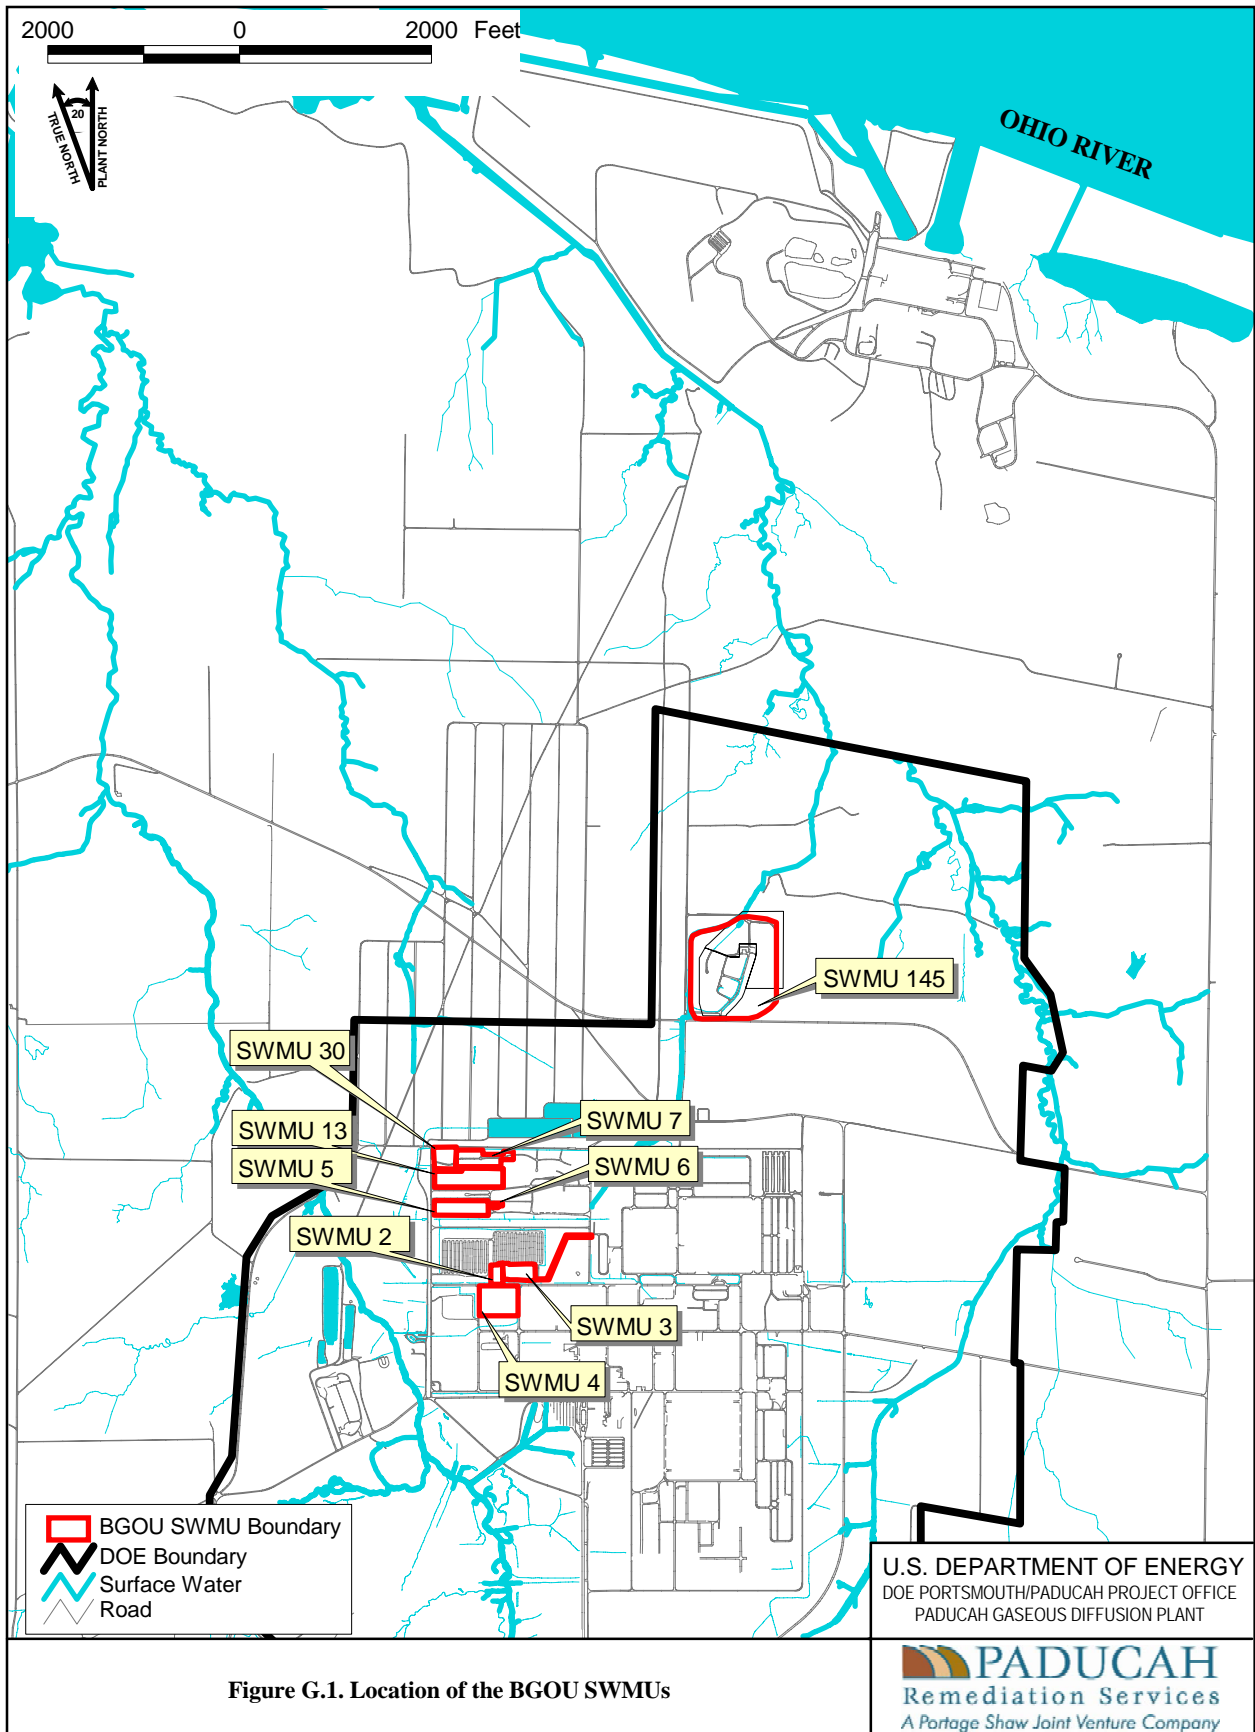 2000 0 2000 Feet
20
TRUE NORTH
PLANT NORTH
OHIO RIVER
SWMU 145
SWMU 30
SWMU 7
SWMU 13
SWMU 5
SWMU 6
SWMU 2
SWMU 3
SWMU 4
BGOU SWMU Boundary
DOE Boundary
Surface Water
Road
U.S. DEPARTMENT OF ENERGY
DOE PORTSMOUTH/PADUCAH PROJECT OFFICE
PADUCAH GASEOUS DIFFUSION PLANT
Figure G.1. Location of the BGOU SWMUs
PADUCAH
Remediation Services
A Portage Shaw Joint Venture Company